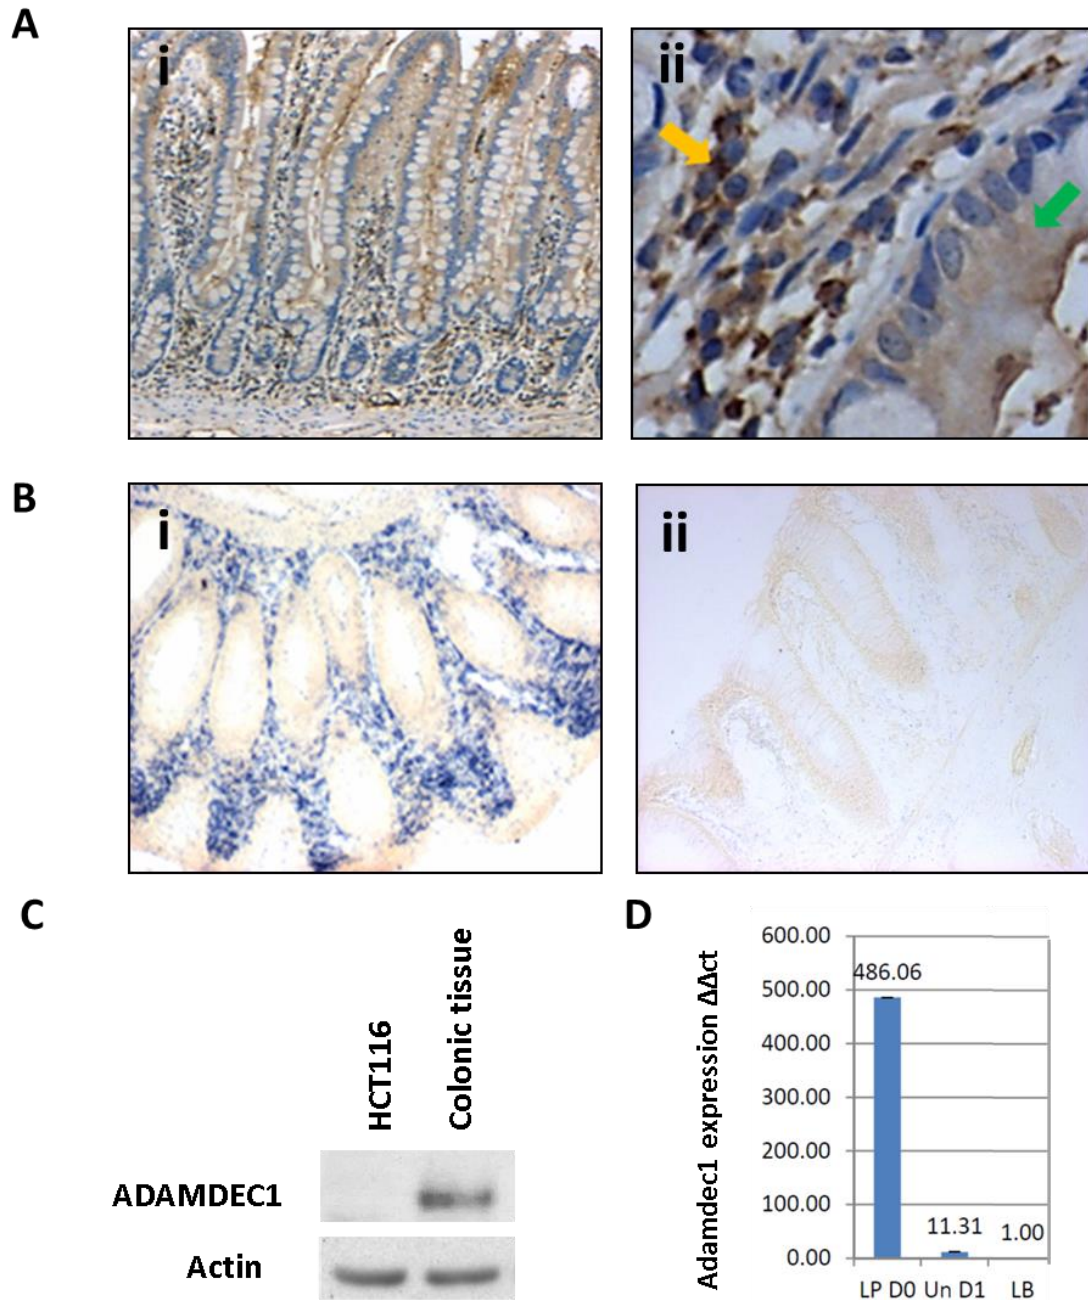 A
i
ii
B
i
ii
C
HCT116
Colonic tissue
ADAMDEC1
Actin
D
Adamdec1 expression ΔΔct
600.00
500.00
400.00
300.00
200.00
100.00
0.00
486.06
11.31
1.00
LP D0
Un D1
LB